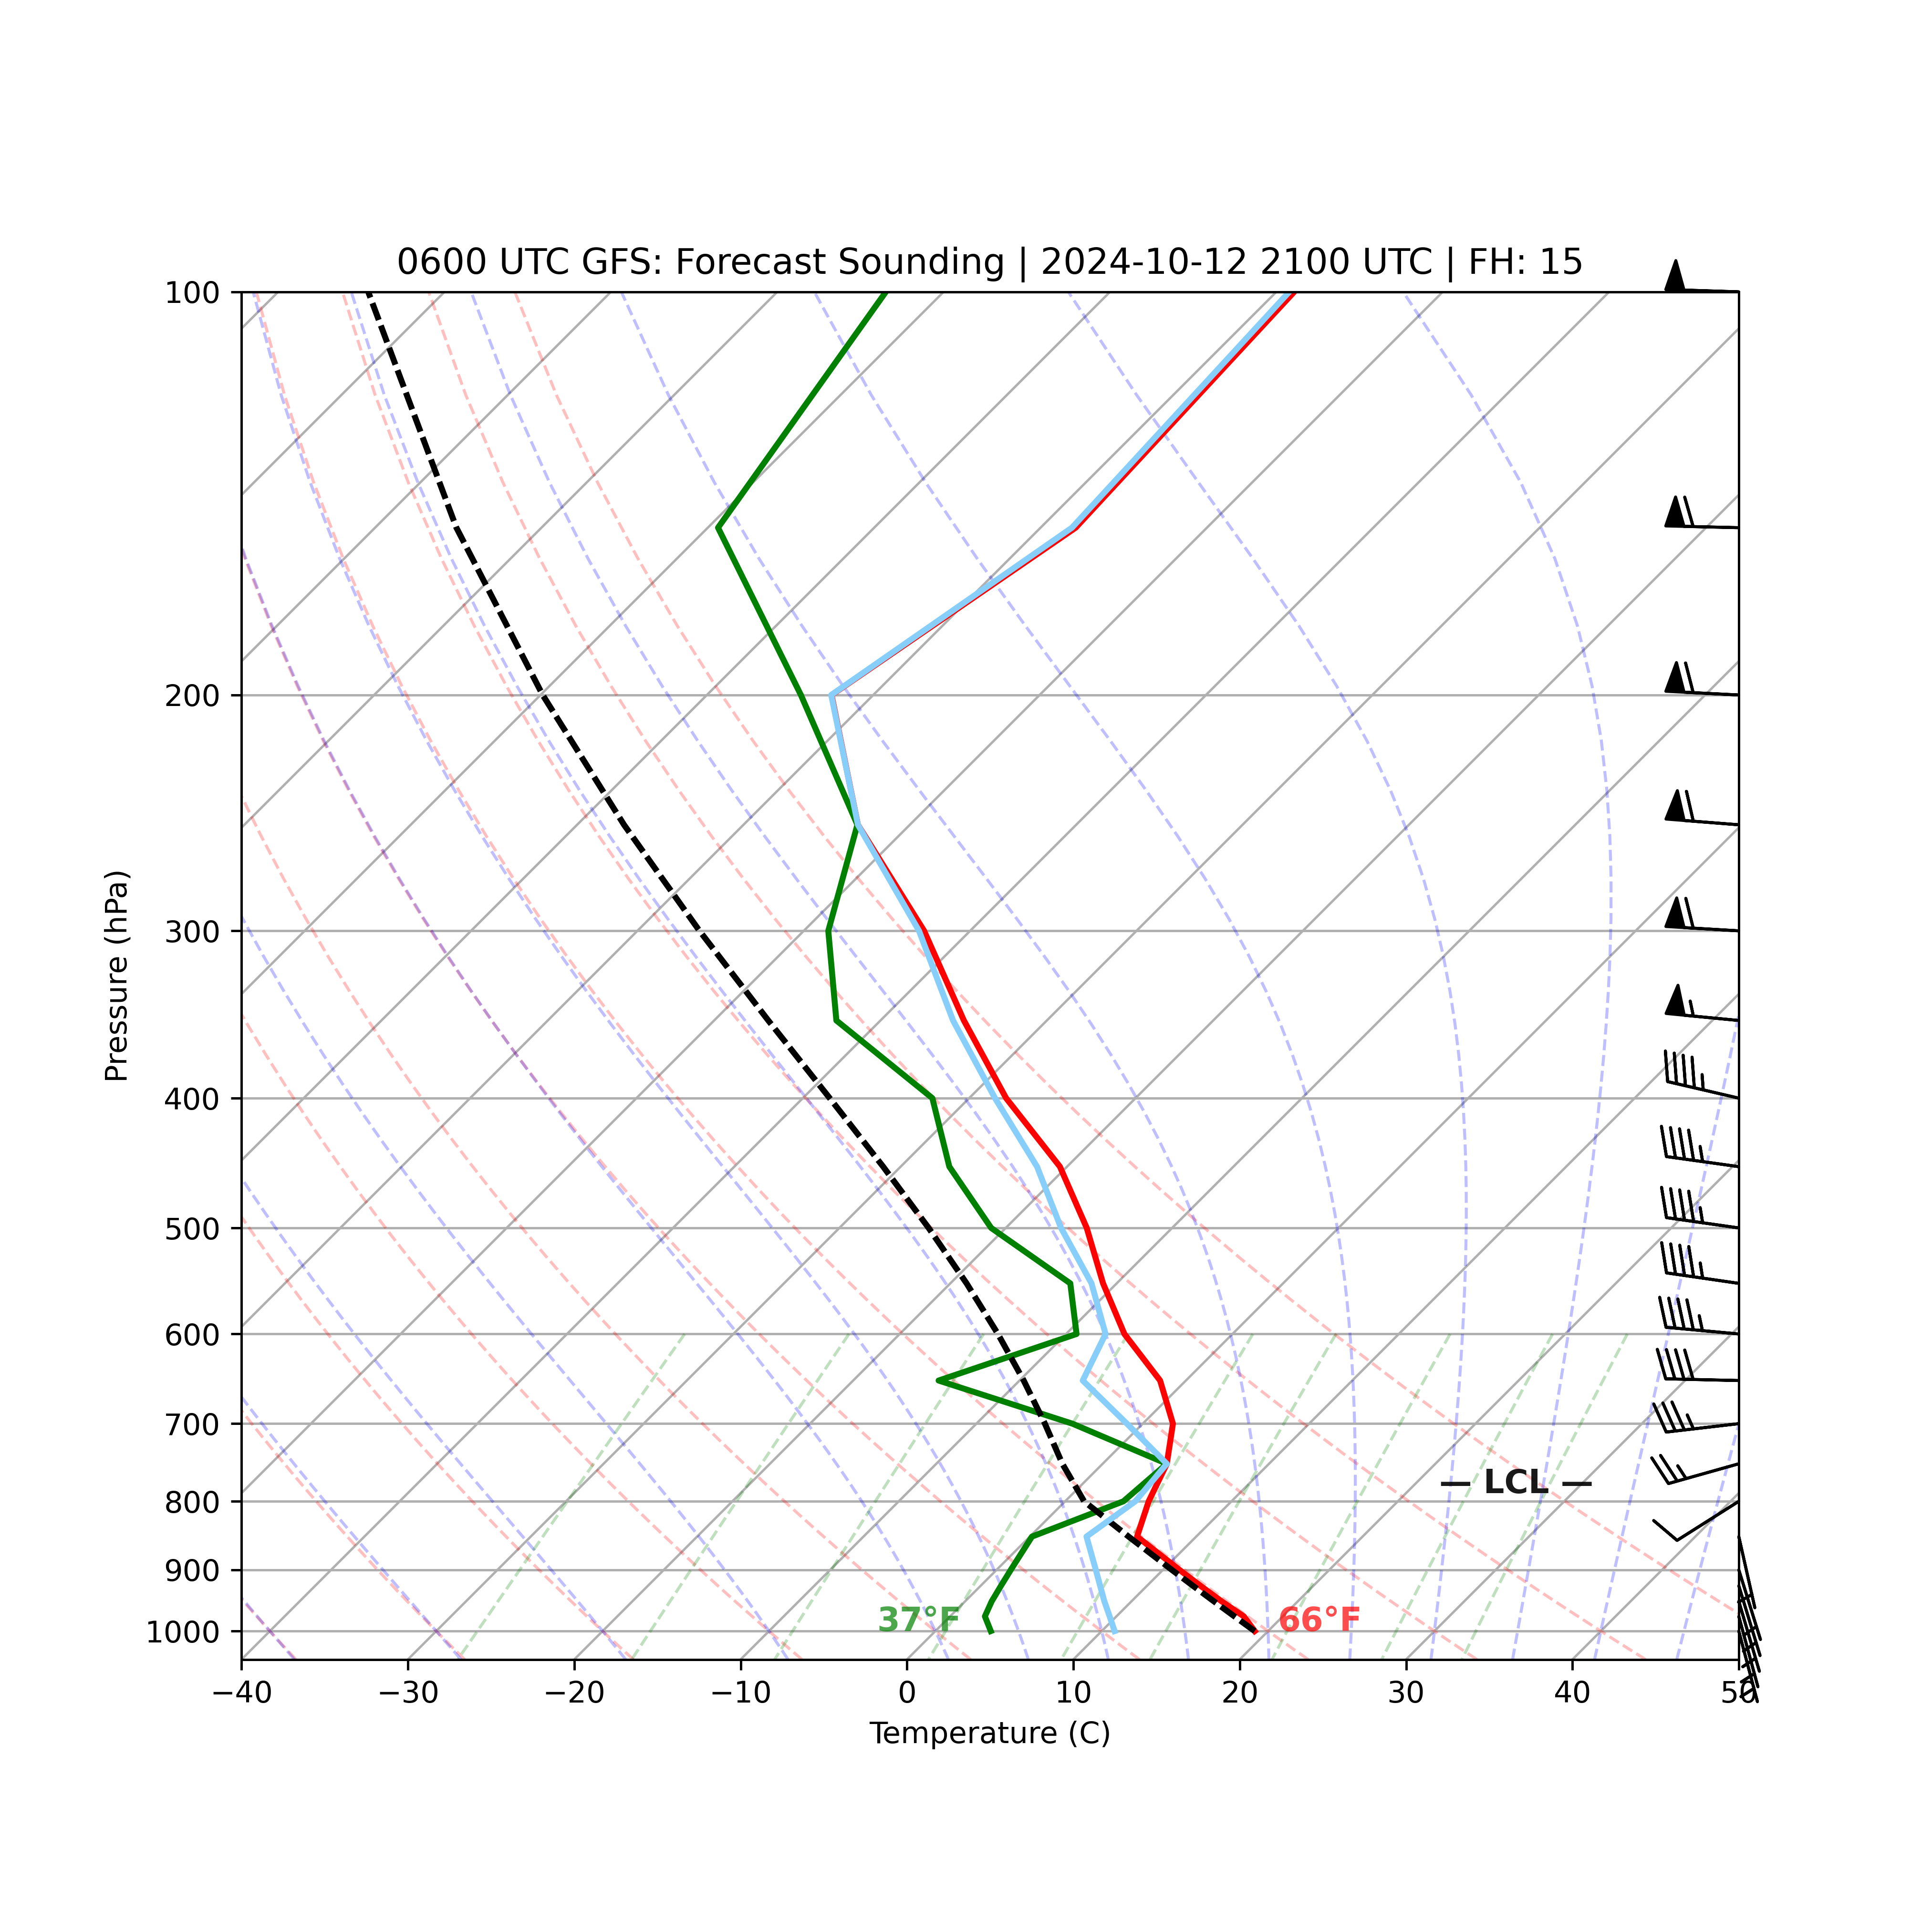 0600 UTC GFS: Forecast Sounding | 2024-10-12 2100 UTC | FH: 15
100
200
300
400
500
600
700
800
900
1000
Pressure (hPa)
— LCL —
37°F
66°F
−40 −30 −20 −10 0 10 20 30 40 50
Temperature (C)